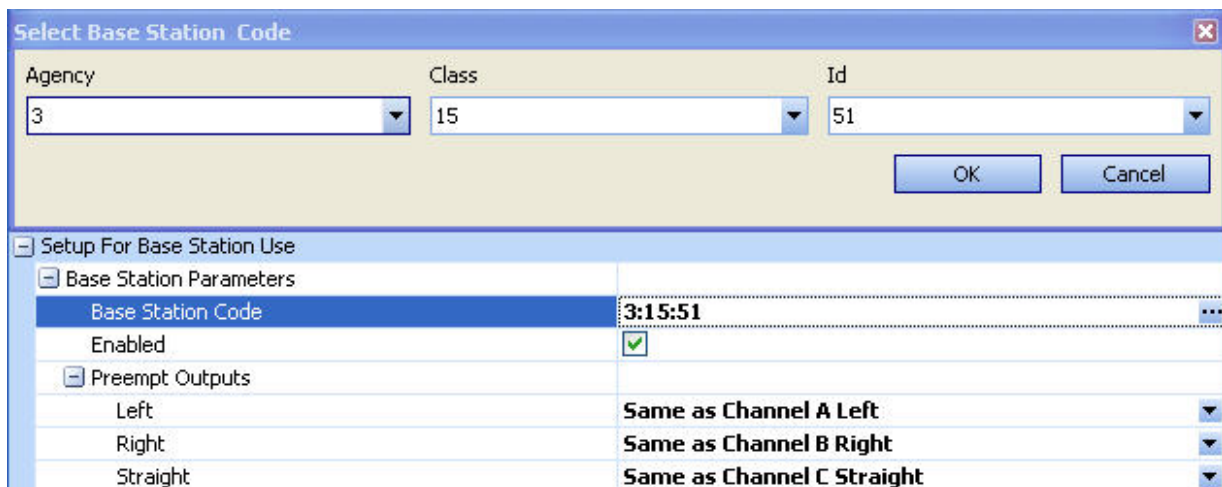 Select Base Station Code
Agency Class Id
3 15 51
OK Cancel
Setup For Base Station Use
Base Station Parameters
Base Station Code 3:15:51
Enabled
Preempt Outputs
Left Same as Channel A Left
Right Same as Channel B Right
Straight Same as Channel C Straight